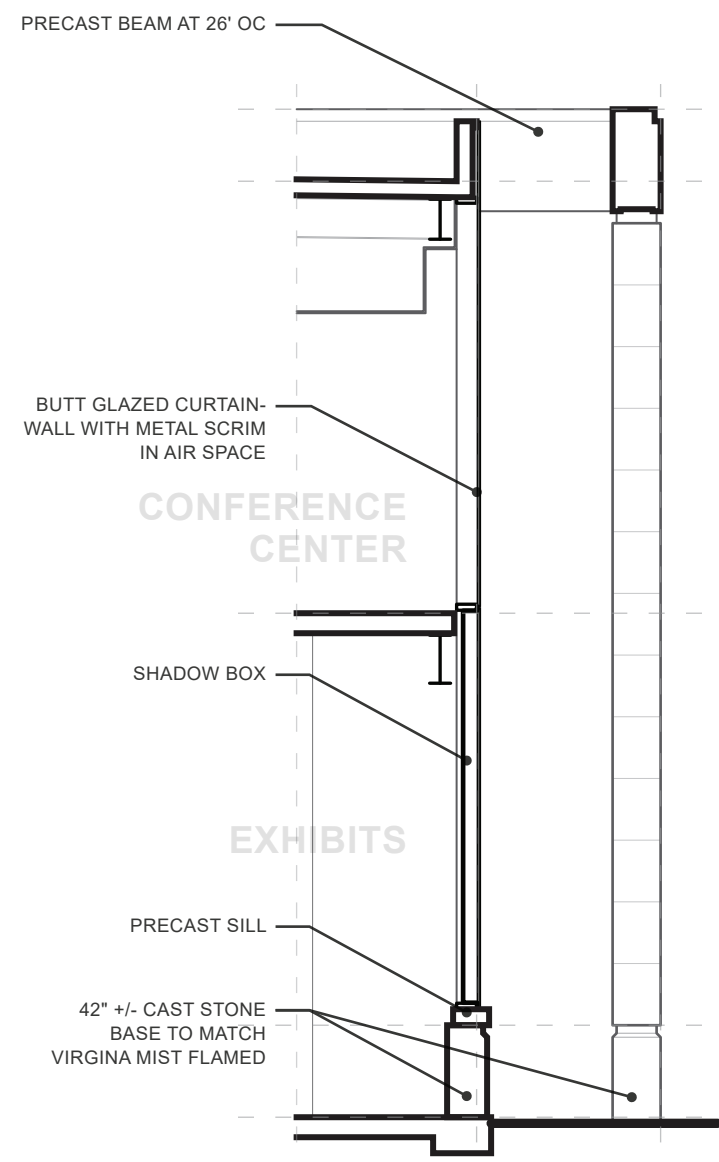 PRECAST BEAM AT 26' OC
BUTT GLAZED CURTAIN-
WALL WITH METAL SCRIM
IN AIR SPACE
CONFERENCE
CENTER
SHADOW BOX
EXHIBITS
PRECAST SILL
42" +/- CAST STONE
BASE TO MATCH
VIRGINA MIST FLAMED